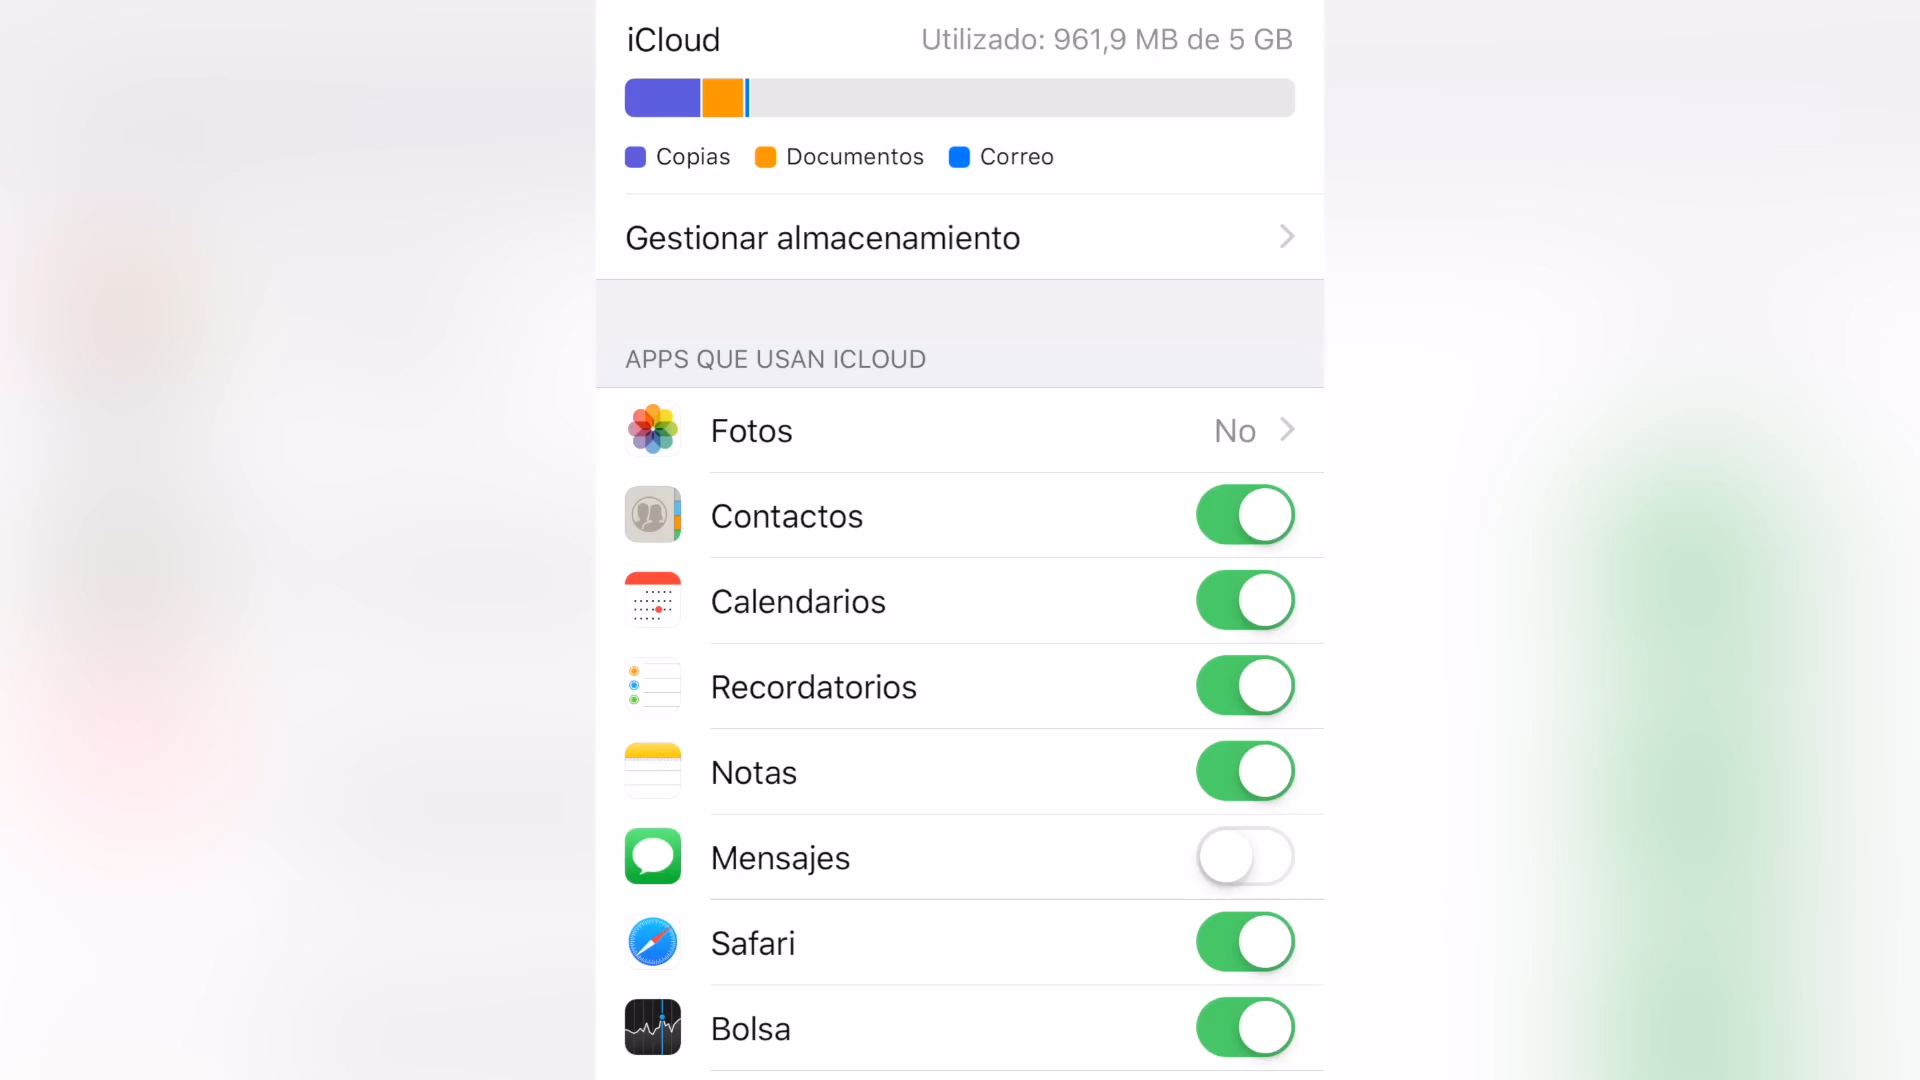 iCloud Utilizado: 961,9 MB de 5 GB
Copias Documentos Correo
Gestionar almacenamiento
APPS QUE USAN ICLOUD
Fotos No
Contactos
Calendarios
Recordatorios
Notas
Mensajes
Safari
Bolsa